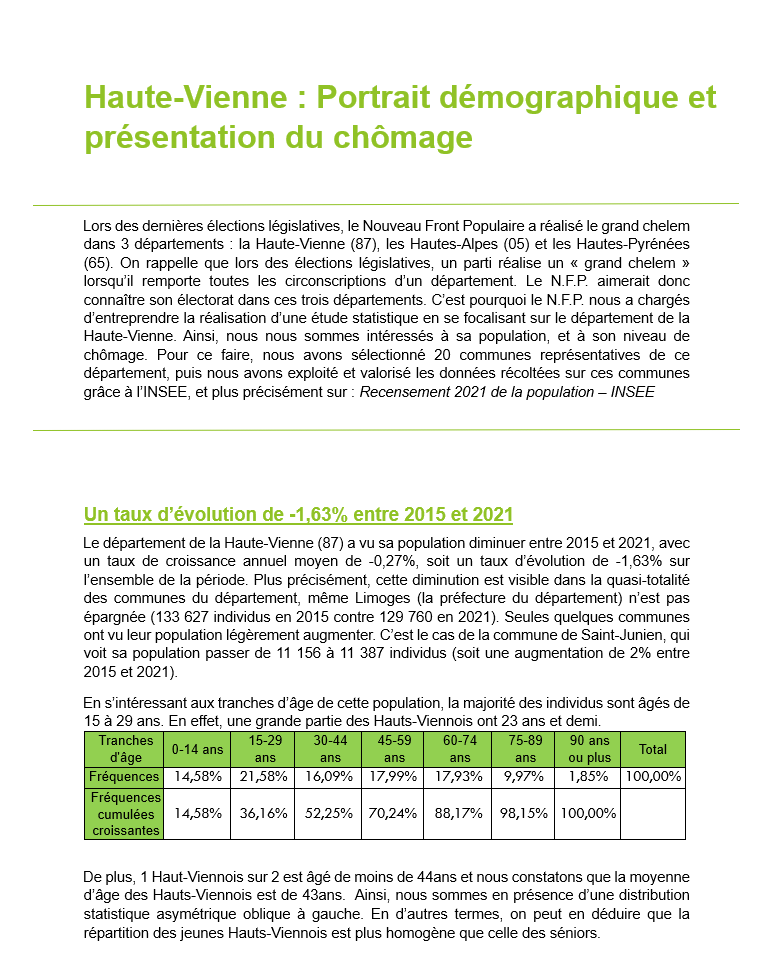 Haute-Vienne : Portrait démographique et
présentation du chômage
Lors des dernières élections législatives, le Nouveau Front Populaire a réalisé le grand chelem
dans 3 départements : la Haute-Vienne (87), les Hautes-Alpes (05) et les Hautes-Pyrénées
(65). On rappelle que lors des élections législatives, un parti réalise un « grand chelem »
lorsqu’il remporte toutes les circonscriptions d’un département. Le N.F.P. aimerait donc
connaître son électorat dans ces trois départements. C’est pourquoi le N.F.P. nous a chargés
d’entreprendre la réalisation d’une étude statistique en se focalisant sur le département de la
Haute-Vienne. Ainsi, nous nous sommes intéressés à sa population, et à son niveau de
chômage. Pour ce faire, nous avons sélectionné 20 communes représentatives de ce
département, puis nous avons exploité et valorisé les données récoltées sur ces communes
grâce à l’INSEE, et plus précisément sur : Recensement 2021 de la population – INSEE
Un taux d’évolution de -1,63% entre 2015 et 2021
Le département de la Haute-Vienne (87) a vu sa population diminuer entre 2015 et 2021, avec
un taux de croissance annuel moyen de -0,27%, soit un taux d’évolution de -1,63% sur
l’ensemble de la période. Plus précisément, cette diminution est visible dans la quasi-totalité
des communes du département, même Limoges (la préfecture du département) n’est pas
épargnée (133 627 individus en 2015 contre 129 760 en 2021). Seules quelques communes
ont vu leur population légèrement augmenter. C’est le cas de la commune de Saint-Junien, qui
voit sa population passer de 11 156 à 11 387 individus (soit une augmentation de 2% entre
2015 et 2021).
En s’intéressant aux tranches d’âge de cette population, la majorité des individus sont âgés de
15 à 29 ans. En effet, une grande partie des Hauts-Viennois ont 23 ans et demi.
Tranches d'âge 0-14 ans 15-29 ans 30-44 ans 45-59 ans 60-74 ans 75-89 ans 90 ans ou plus Total
Fréquences 14,58% 21,58% 16,09% 17,99% 17,93% 9,97% 1,85% 100,00%
Fréquences cumulées croissantes 14,58% 36,16% 52,25% 70,24% 88,17% 98,15% 100,00%
De plus, 1 Haut-Viennois sur 2 est âgé de moins de 44ans et nous constatons que la moyenne
d’âge des Hauts-Viennois est de 43ans. Ainsi, nous sommes en présence d’une distribution
statistique asymétrique oblique à gauche. En d’autres termes, on peut en déduire que la
répartition des jeunes Hauts-Viennois est plus homogène que celle des séniors.